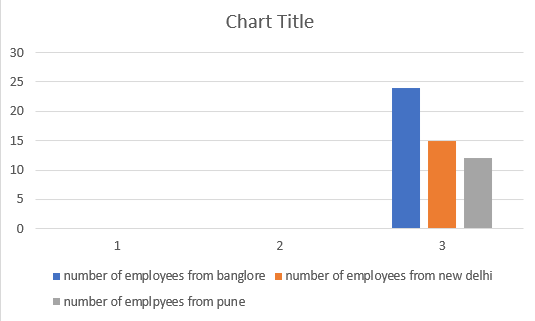 Chart Title
30
25
20
15
10
5
0
1 2 3
number of employees from banglore number of employees from new delhi
number of emplpyees from pune